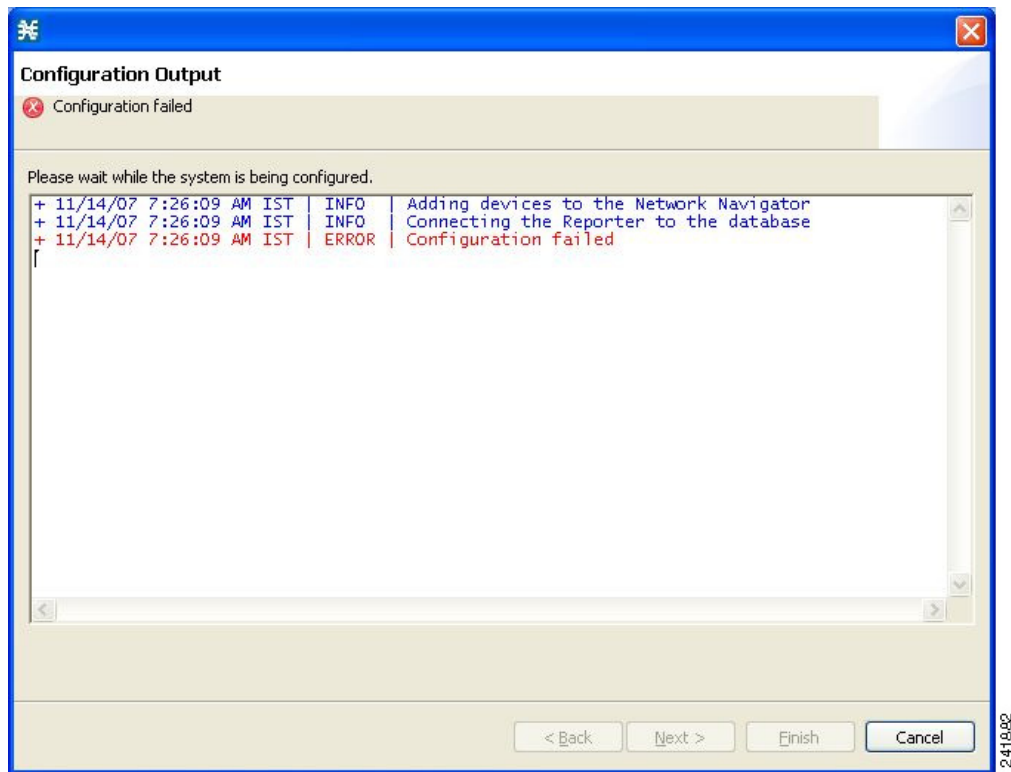 Configuration Output
Configuration failed
Please wait while the system is being configured.
+ 11/14/07 7:26:09 AM IST | INFO | Adding devices to the Network Navigator
+ 11/14/07 7:26:09 AM IST | INFO | Connecting the Reporter to the database
+ 11/14/07 7:26:09 AM IST | ERROR | Configuration failed
< Back Next > Finish Cancel
241882